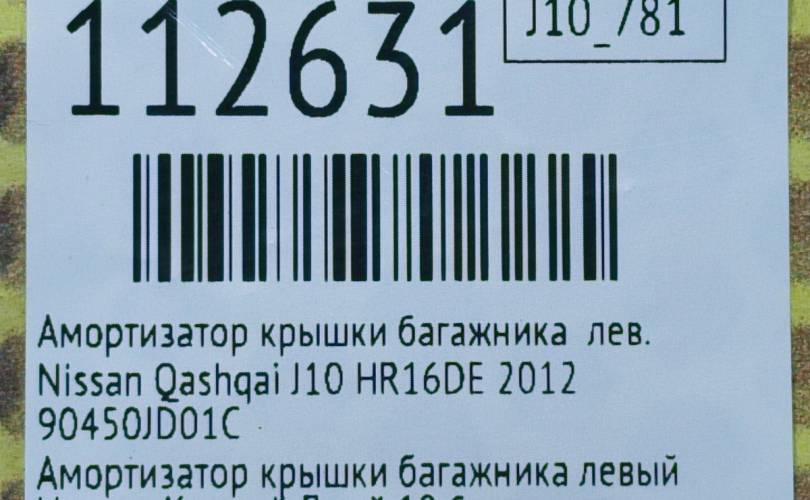 112631
J10_781
Амортизатор крышки багажника лев.
Nissan Qashqai J10 HR16DE 2012
90450JD01C
Амортизатор крышки багажника левый